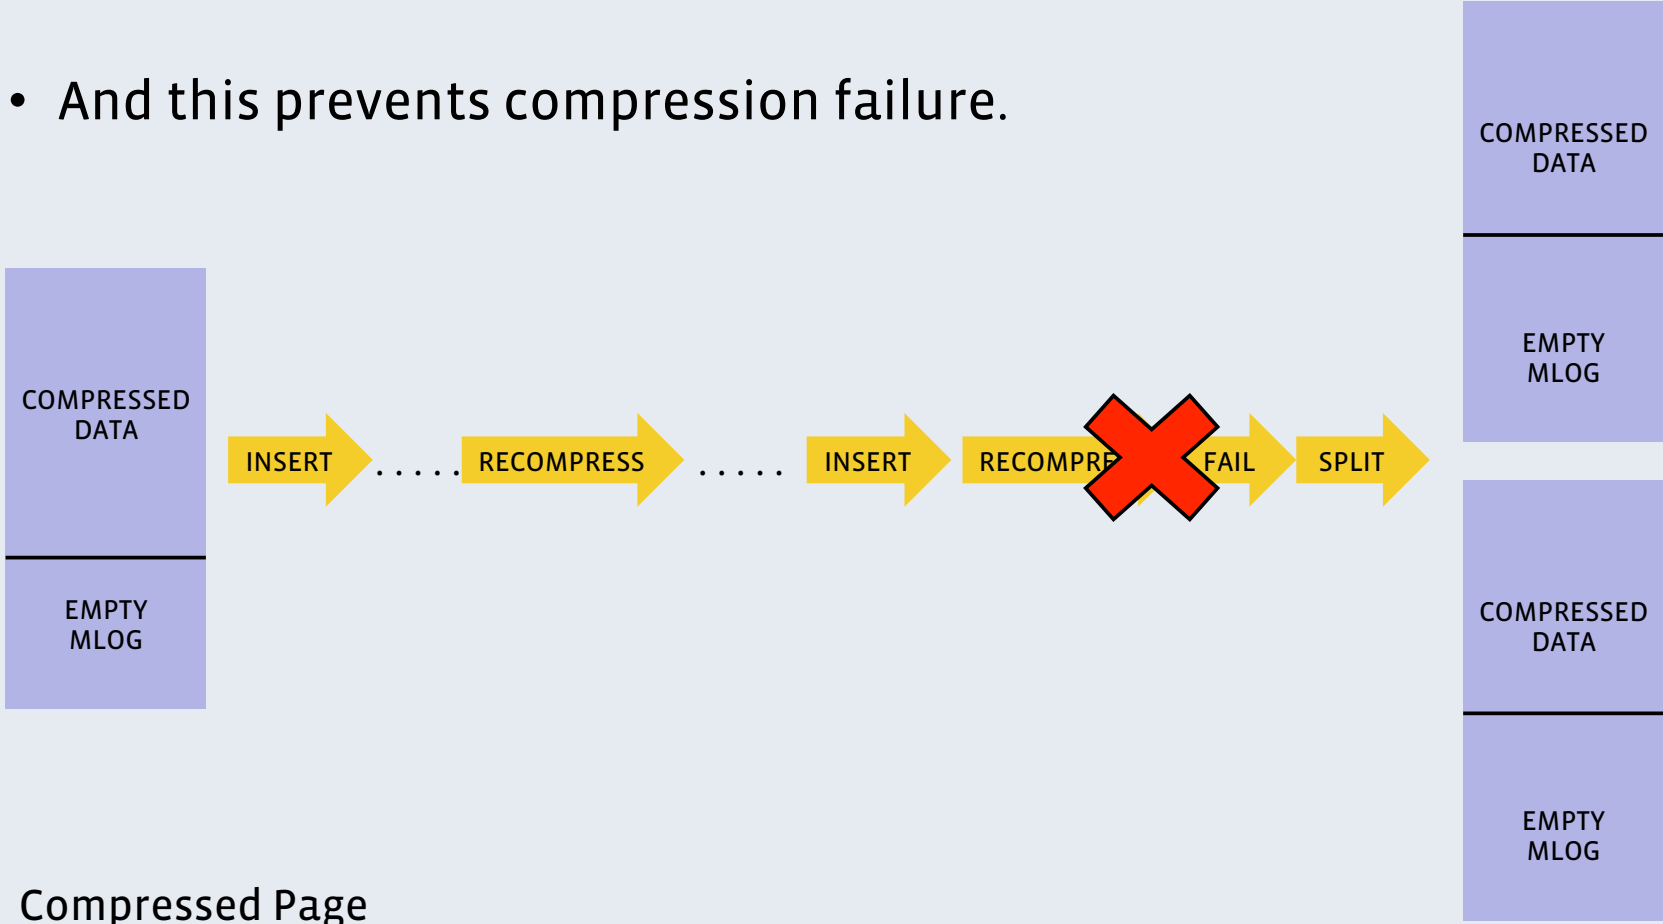 • And this prevents compression failure.
COMPRESSED
DATA
EMPTY
MLOG
INSERT
.....
RECOMPRESS
.....
INSERT
RECOMPRE
FAIL
SPLIT
COMPRESSED
DATA
EMPTY
MLOG
COMPRESSED
DATA
EMPTY
MLOG
Compressed Page